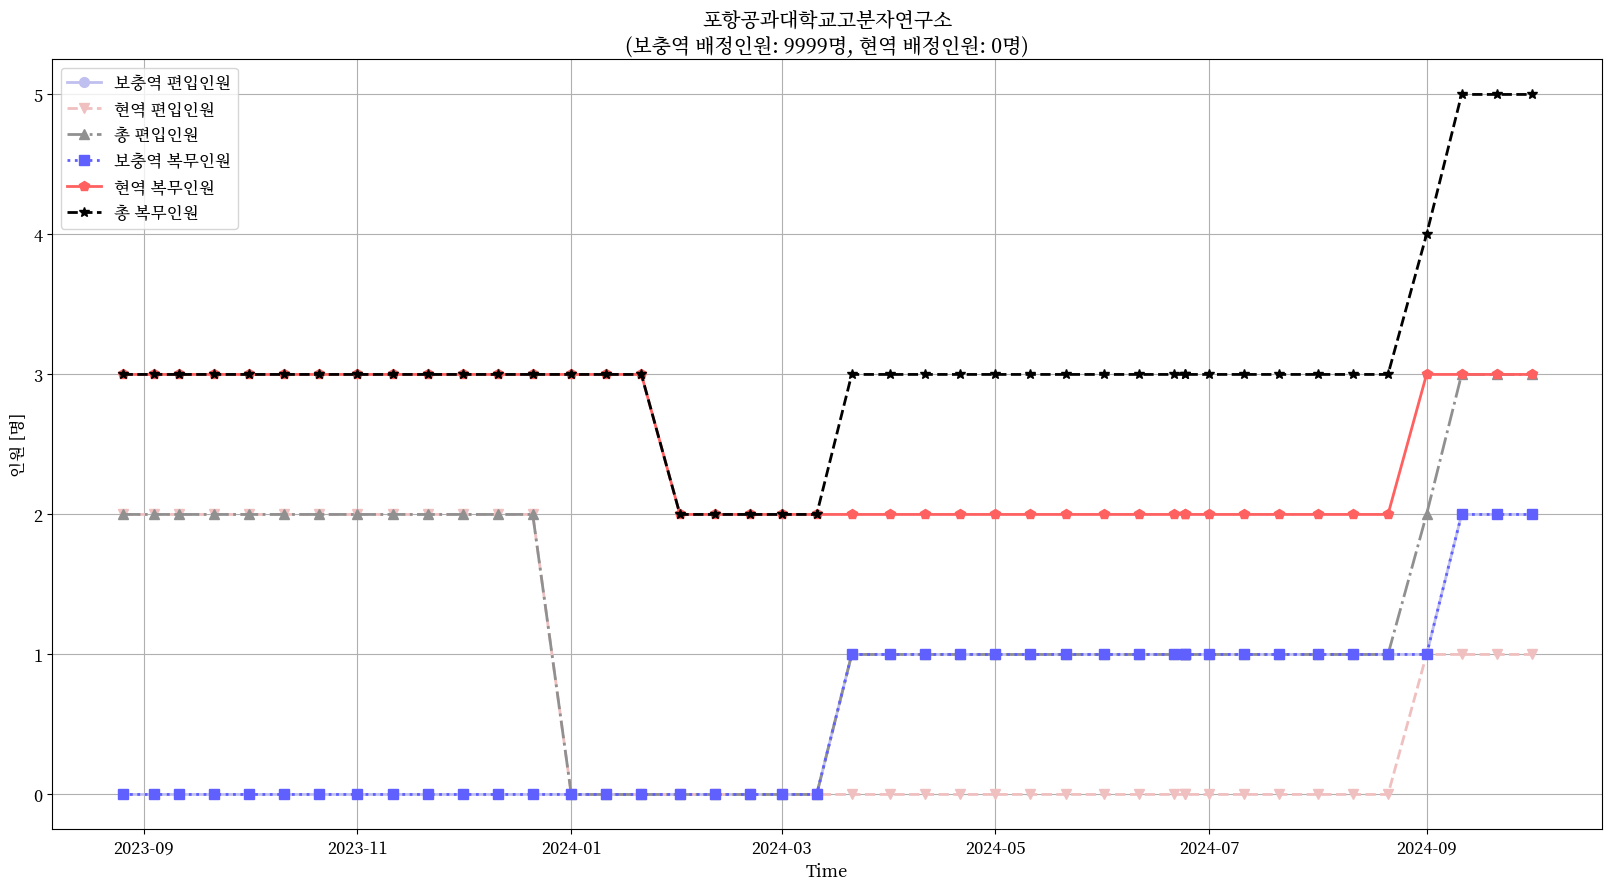 포항공과대학교고분자연구소
(보충역 배정인원: 9999명, 현역 배정인원: 0명)
보충역 편입인원
현역 편입인원
총 편입인원
보충역 복무인원
현역 복무인원
총 복무인원
5
4
3
2
1
0
인원 [명]
2023-09
2023-11
2024-01
2024-03
2024-05
2024-07
2024-09
Time